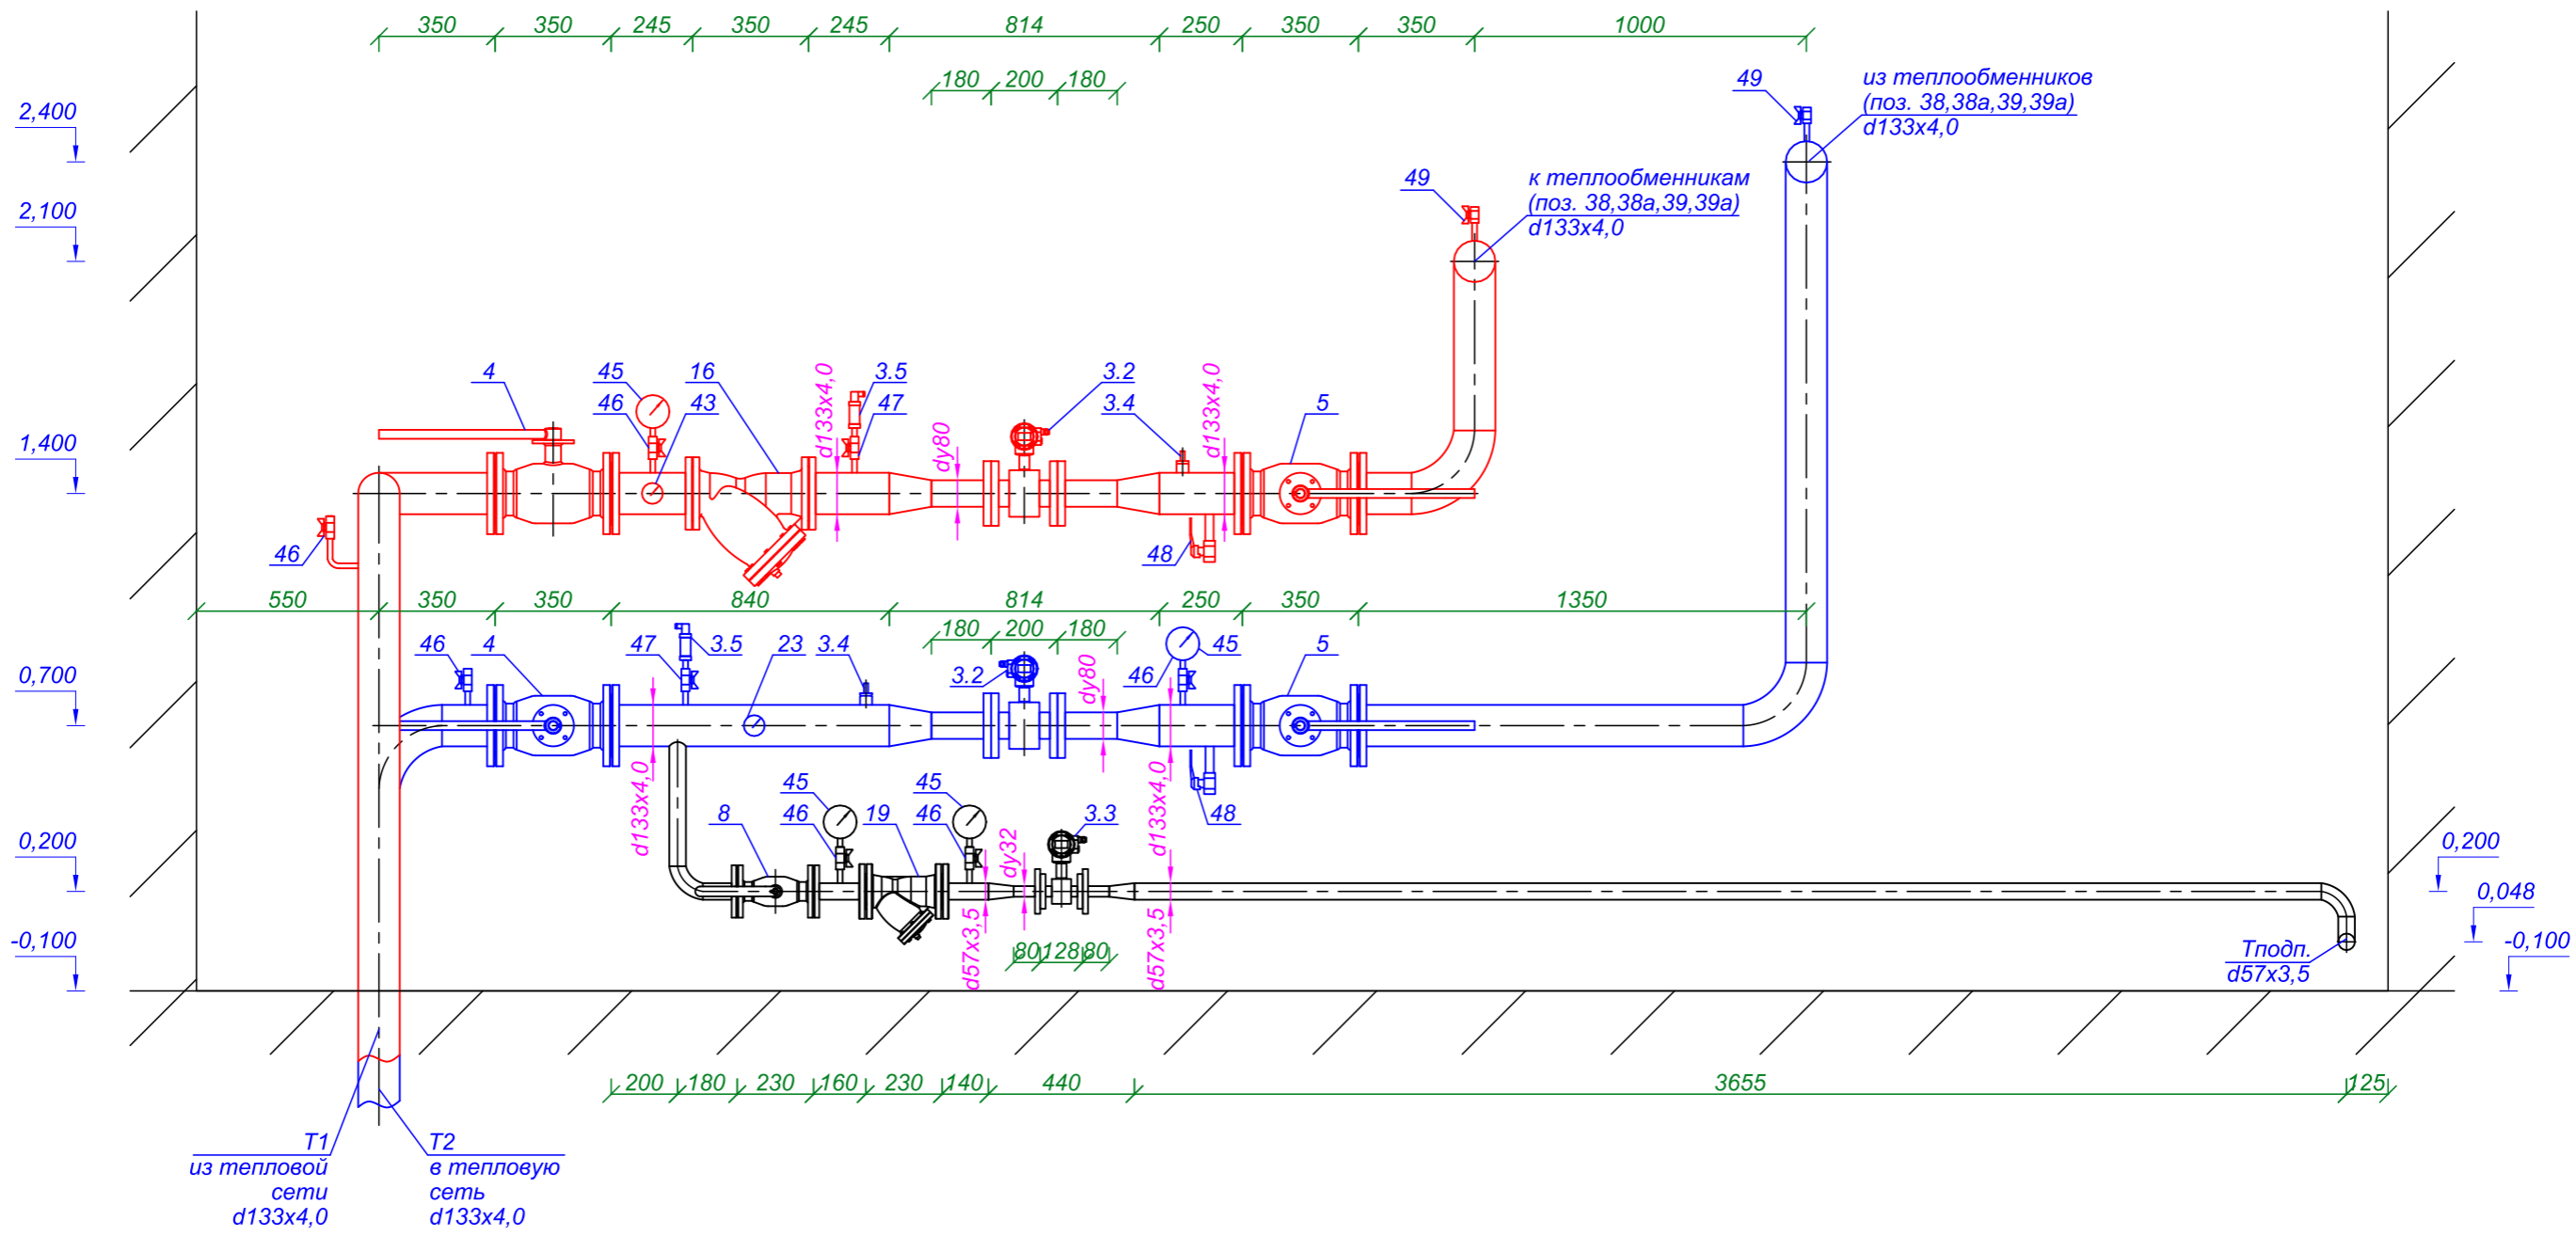 350 350 245 350 245 814 250 350 350 1000
180 200 180
49
из теплообменников
(поз. 38,38а,39,39а)
d133x4,0
2,400
49
к теплообменникам
(поз. 38,38а,39,39а)
d133x4,0
2,100
4 45 16 3.5 3.2 5
46 43 47 3.4
d133x4,0
dy80
d133x4,0
1,400
46
48
550 350 350 840 814 250 350 1350
180 200 180
46 4 47 3.5 23 3.4 3.2 46 45 5
dy80
0,700
d133x4,0
d133x4,0
48
45 45
8 46 19 46 3.3
dy32
0,200
0,200
0,048
-0,100
-0,100
d57x3,5
d57x3,5
80 128 80
Тподп.
d57x3,5
200 180 230 160 230 140 440 3655 125
Т1
из тепловой
сети
d133x4,0
Т2
в тепловую
сеть
d133x4,0